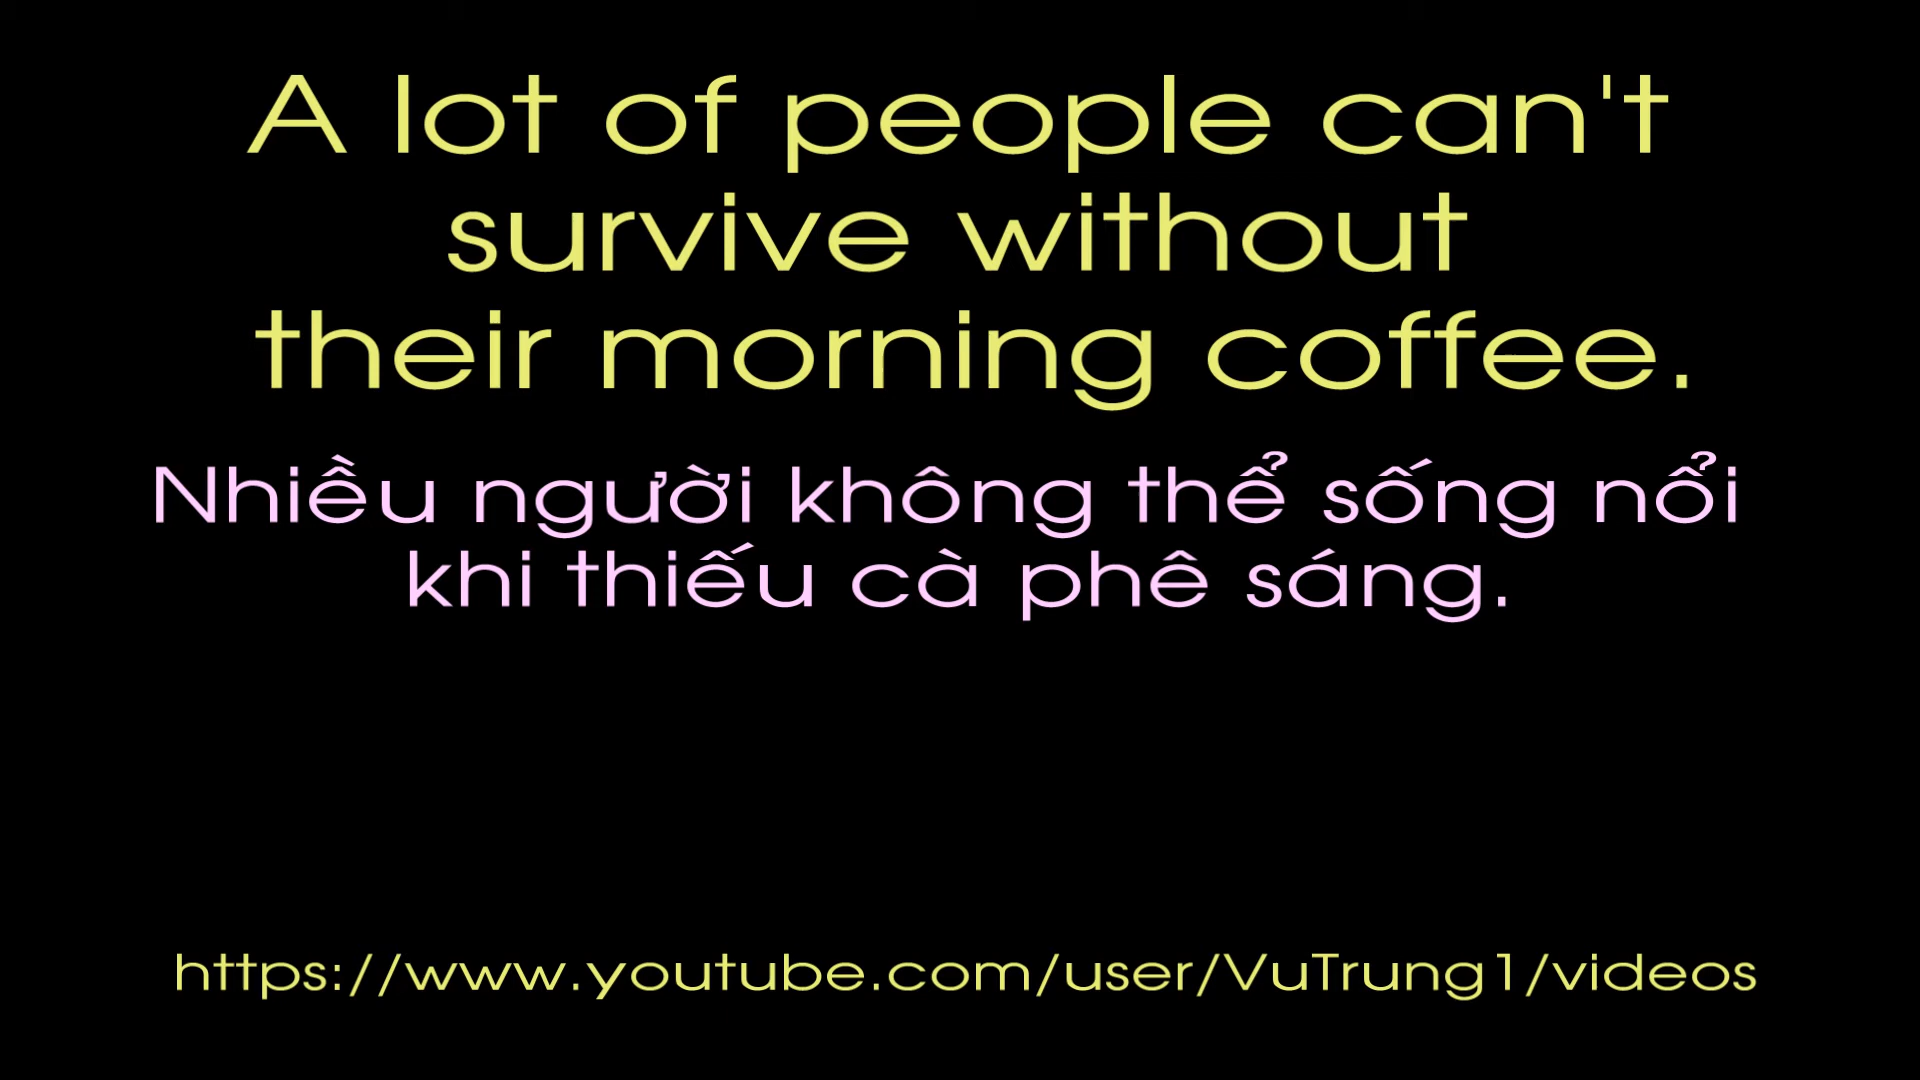 A lot of people can't
survive without
their morning coffee.
Nhiều người không thể sống nổi
khi thiếu cà phê sáng.
https://www.youtube.com/user/VuTrung1/videos